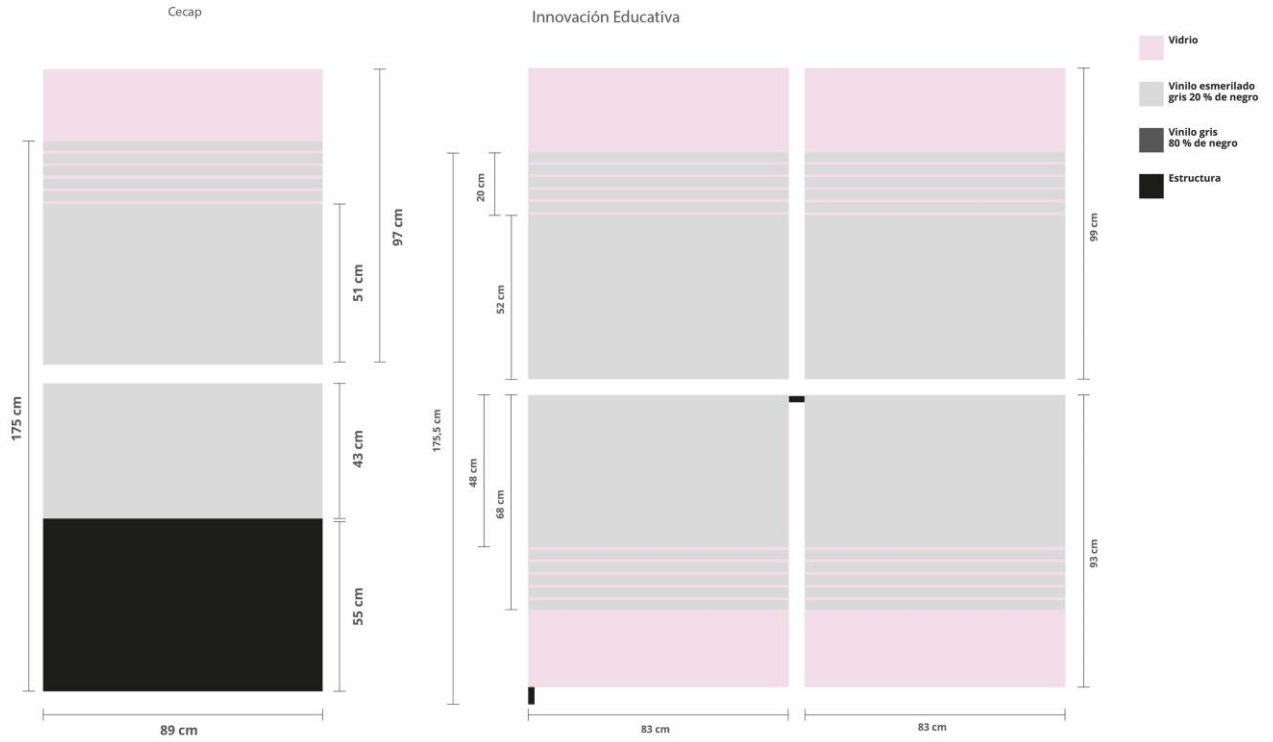 Cecap
Innovación Educativa
Vidrio
Vinilo esmerilado
gris 20 % de negro
Vinilo gris
80 % de negro
Estructura
175 cm
51 cm
97 cm
43 cm
55 cm
89 cm
20 cm
52 cm
175,5 cm
48 cm
68 cm
99 cm
93 cm
83 cm
83 cm